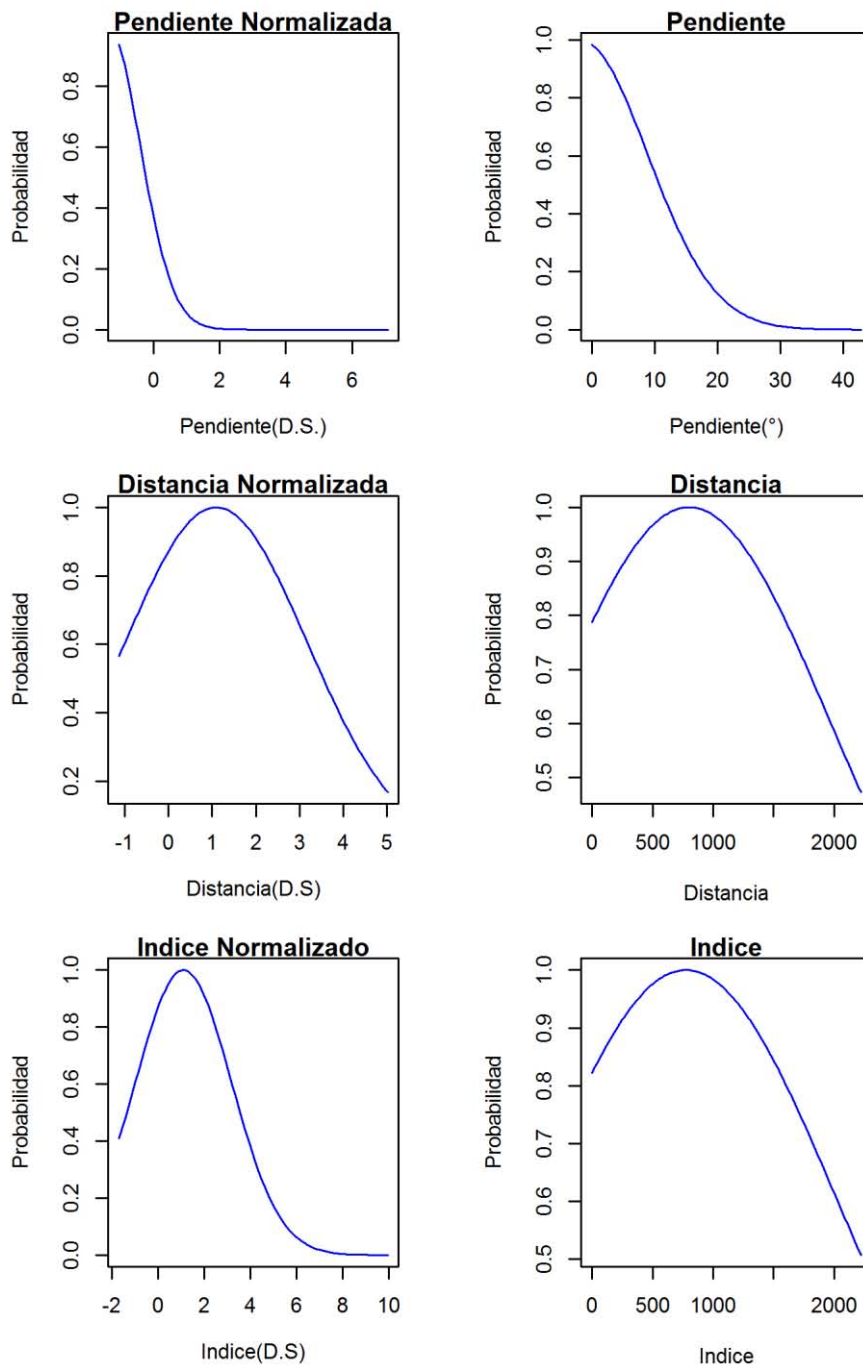 Pendiente Normalizada
Probabilidad
0.0 0.2 0.4 0.6 0.8
0 2 4 6
Pendiente(D.S.)
Pendiente
Probabilidad
0.0 0.2 0.4 0.6 0.8 1.0
0 10 20 30 40
Pendiente(°)
Distancia Normalizada
Probabilidad
0.2 0.4 0.6 0.8 1.0
-1 0 1 2 3 4 5
Distancia(D.S)
Distancia
Probabilidad
0.5 0.6 0.7 0.8 0.9 1.0
0 500 1000 2000
Distancia
Indice Normalizado
Probabilidad
0.0 0.2 0.4 0.6 0.8 1.0
-2 0 2 4 6 8 10
Indice(D.S)
Indice
Probabilidad
0.5 0.6 0.7 0.8 0.9 1.0
0 500 1000 2000
Indice